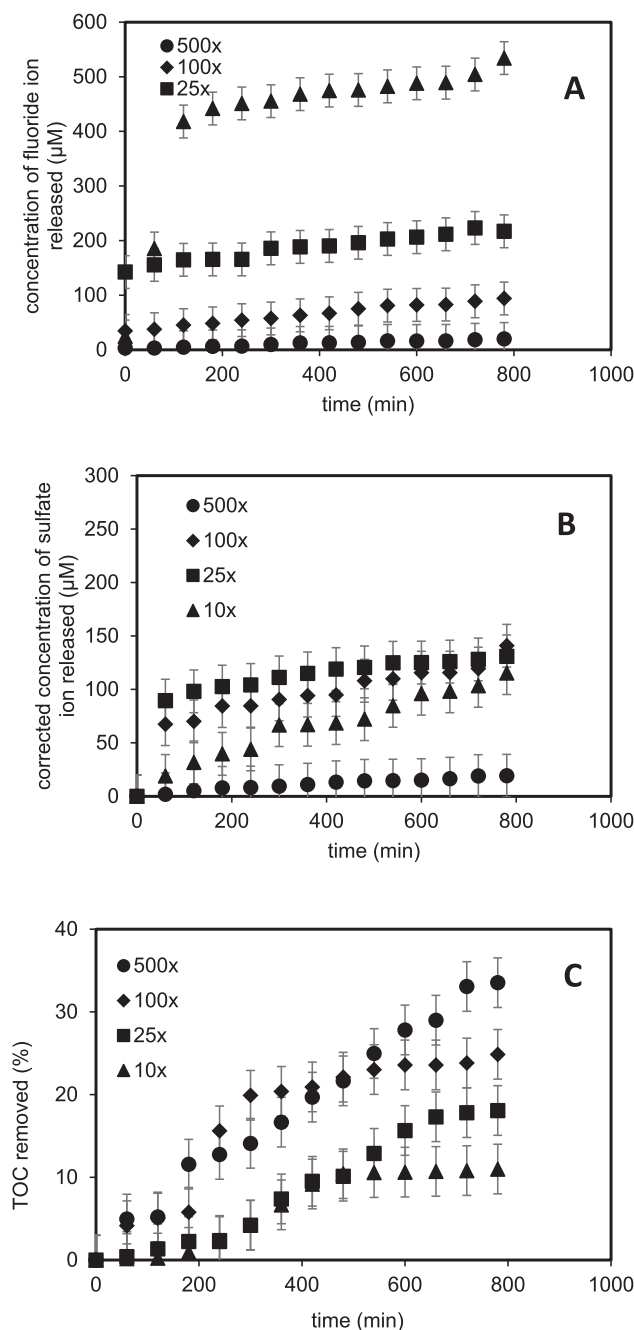 600
500x
100x
25x
A
500
400
300
200
100
0
concentration of fluoride ion
released (µM)
0 200 400 600 800 1000
time (min)
300
500x
B
250
100x
200
25x
10x
150
100
50
0
corrected concentration of sulfate
ion released (µM)
0 200 400 600 800 1000
time (min)
40
500x
C
100x
30
25x
10x
20
10
0
TOC removed (%)
0 200 400 600 800 1000
time (min)